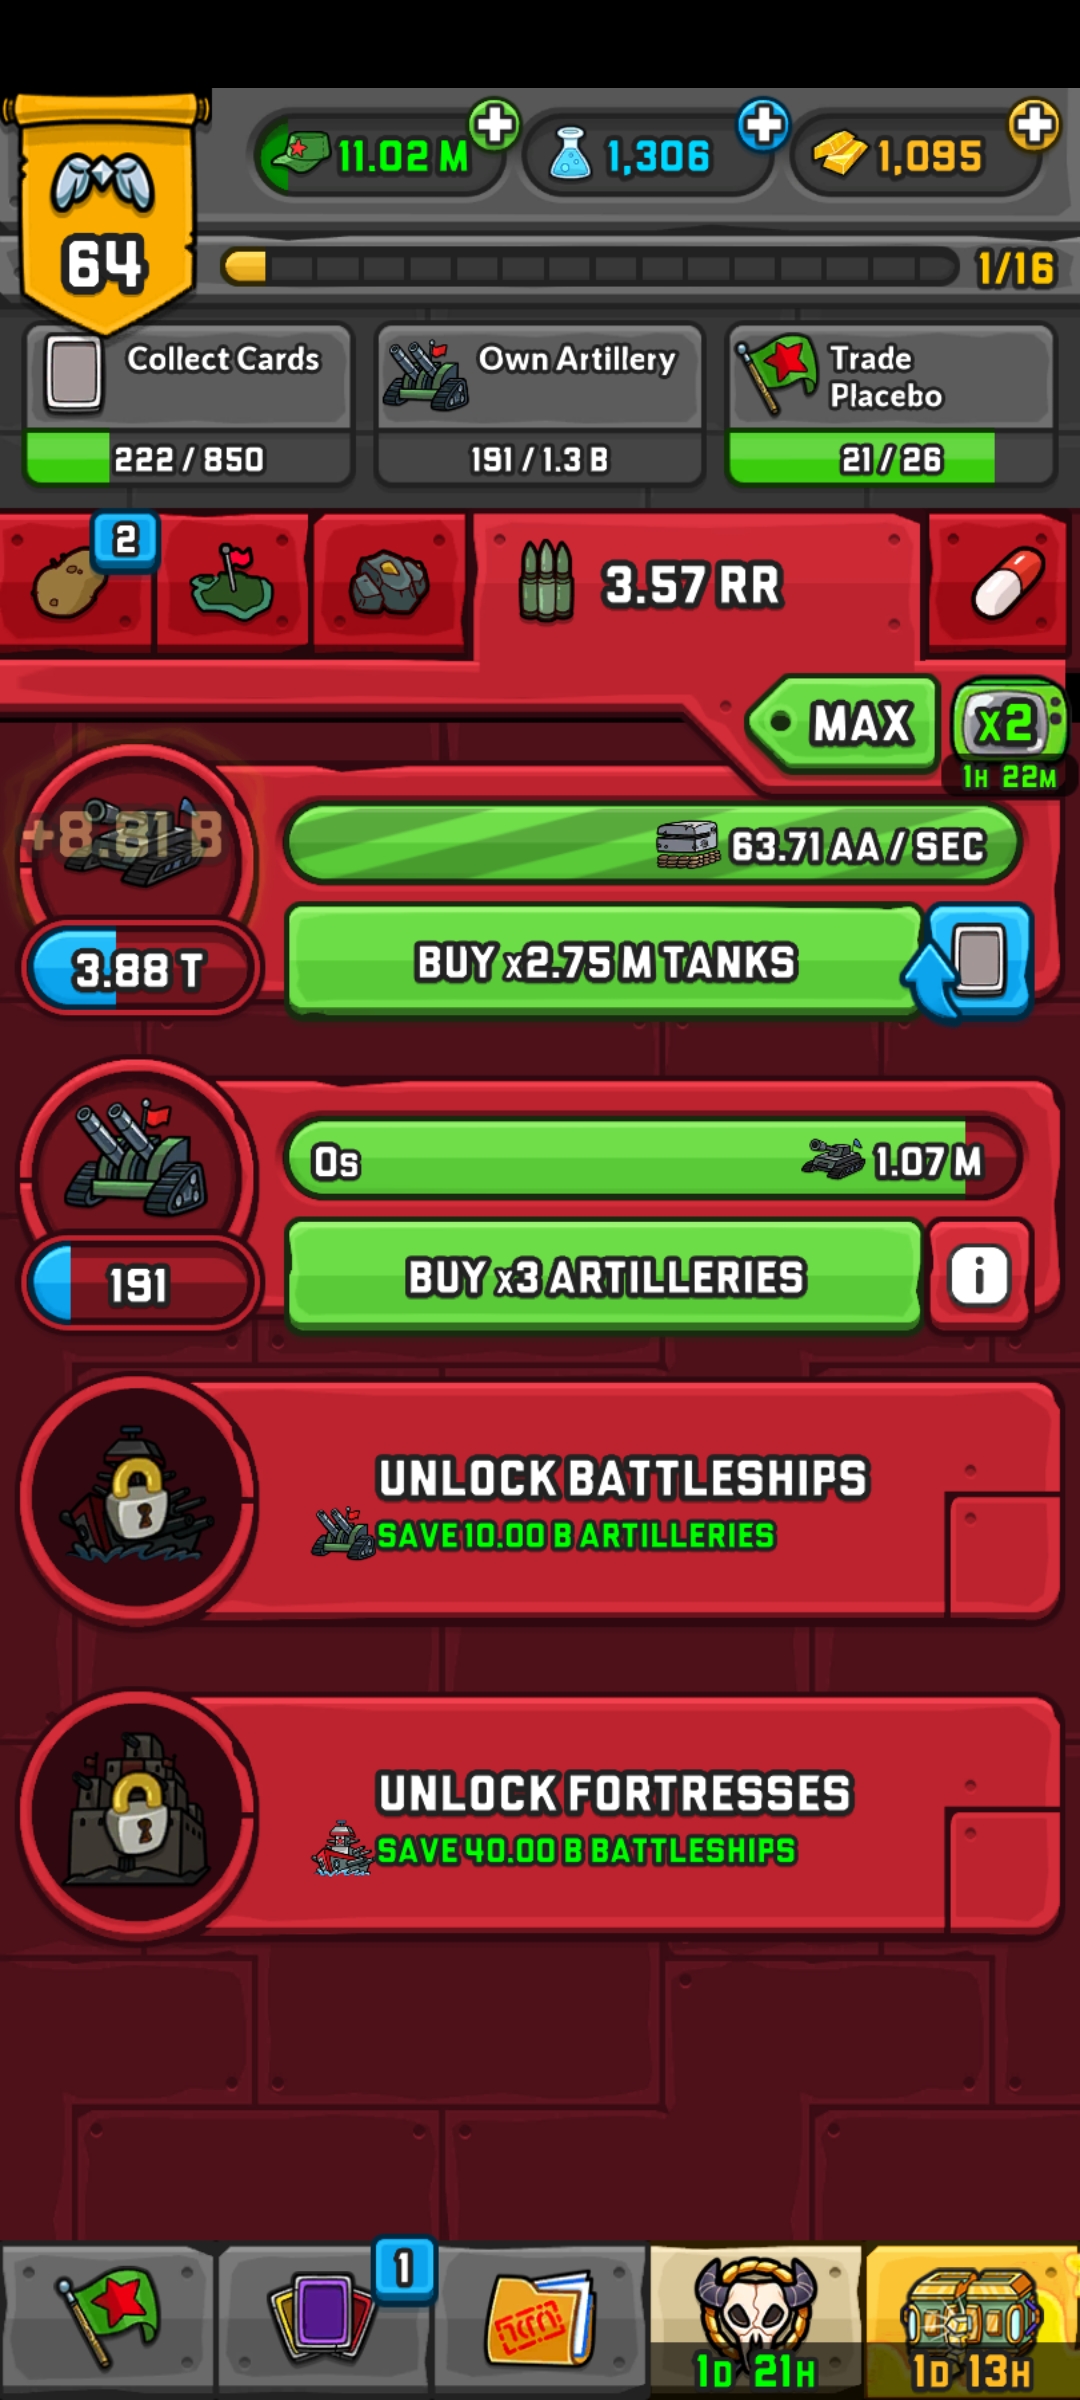 64
11.02 M
1,306
1,095
1/16
Collect Cards
222 / 850
Own Artillery
191 / 1.3 B
Trade
Placebo
21 / 26
2
3.57 RR
MAX
x2
1H 22M
+8.81 B
63.71 AA / SEC
3.88 T
BUY x2.75 M TANKS
0s
1.07 M
191
BUY x3 ARTILLERIES
i
UNLOCK BATTLESHIPS
SAVE 10.00 B ARTILLERIES
UNLOCK FORTRESSES
SAVE 40.00 B BATTLESHIPS
1
1D 21H
1D 13H